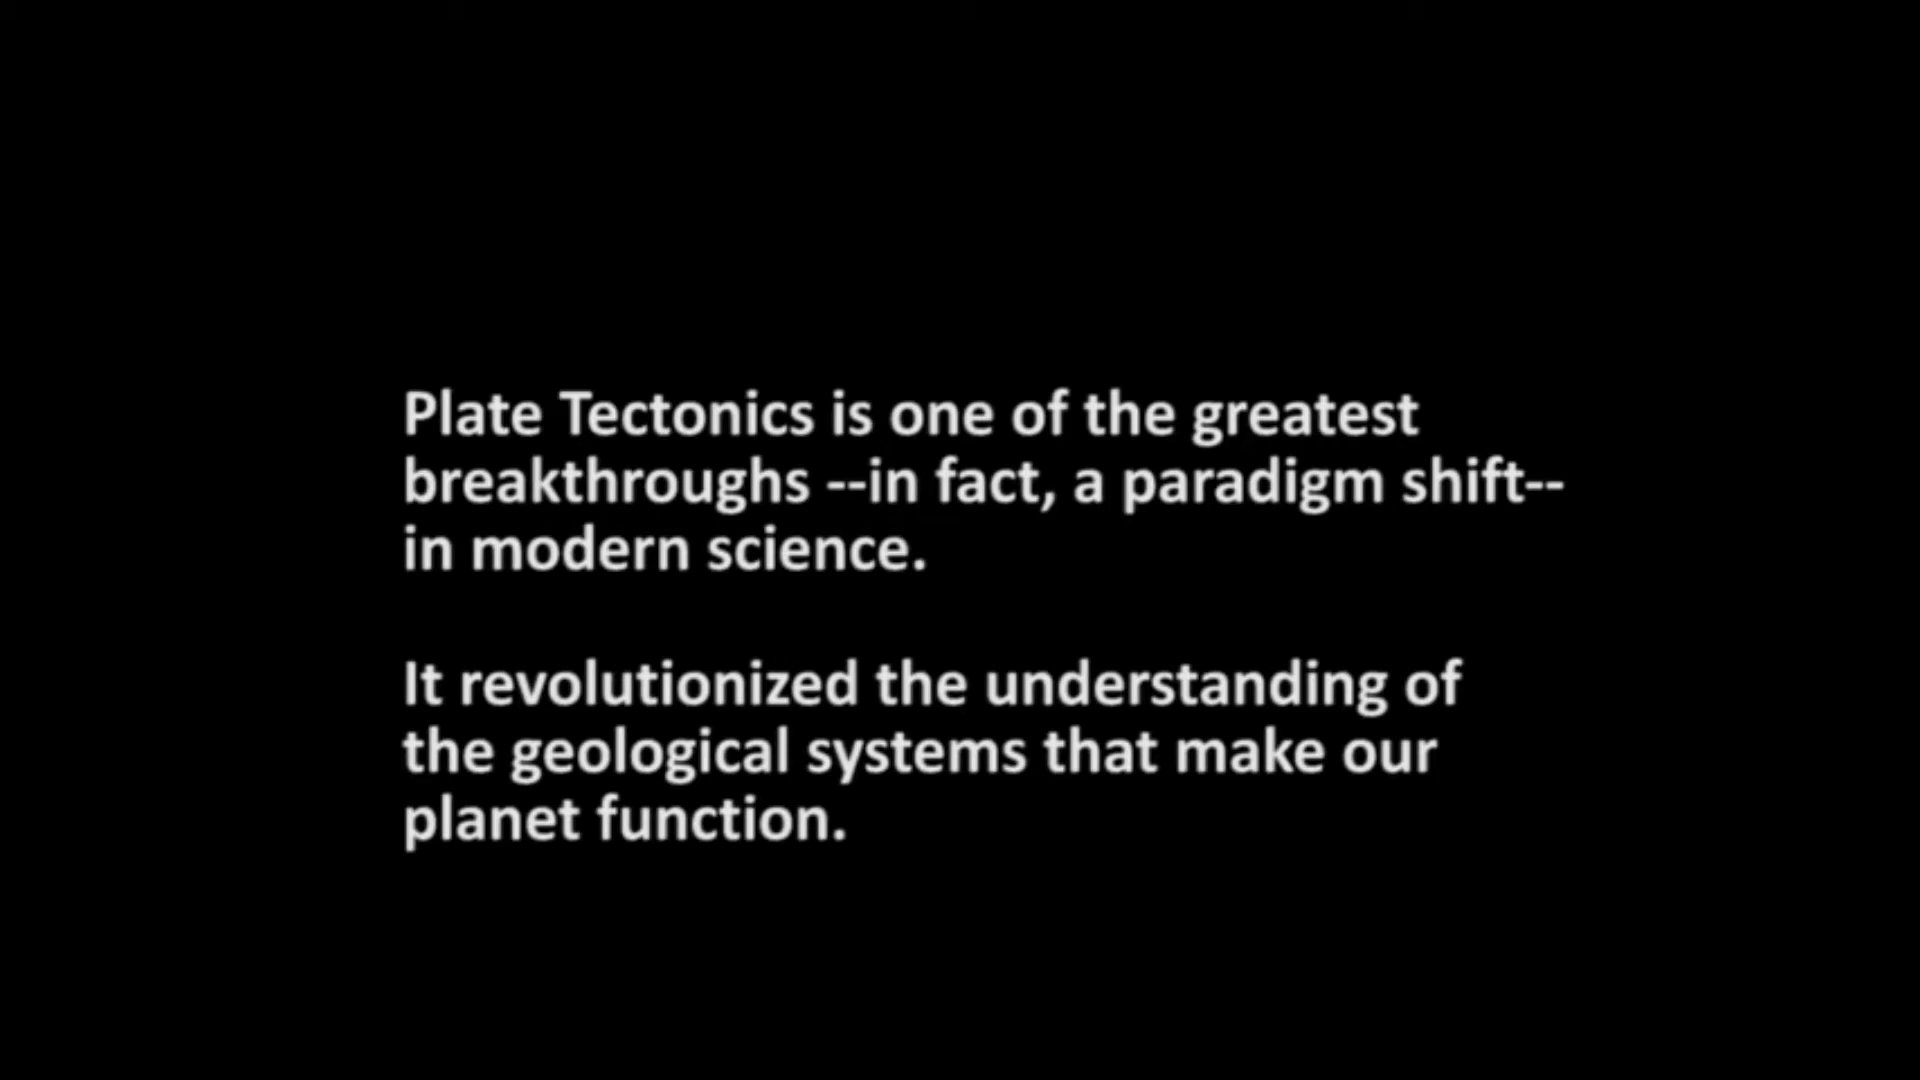 Plate Tectonics is one of the greatest
breakthroughs --in fact, a paradigm shift--
in modern science.
It revolutionized the understanding of
the geological systems that make our
planet function.